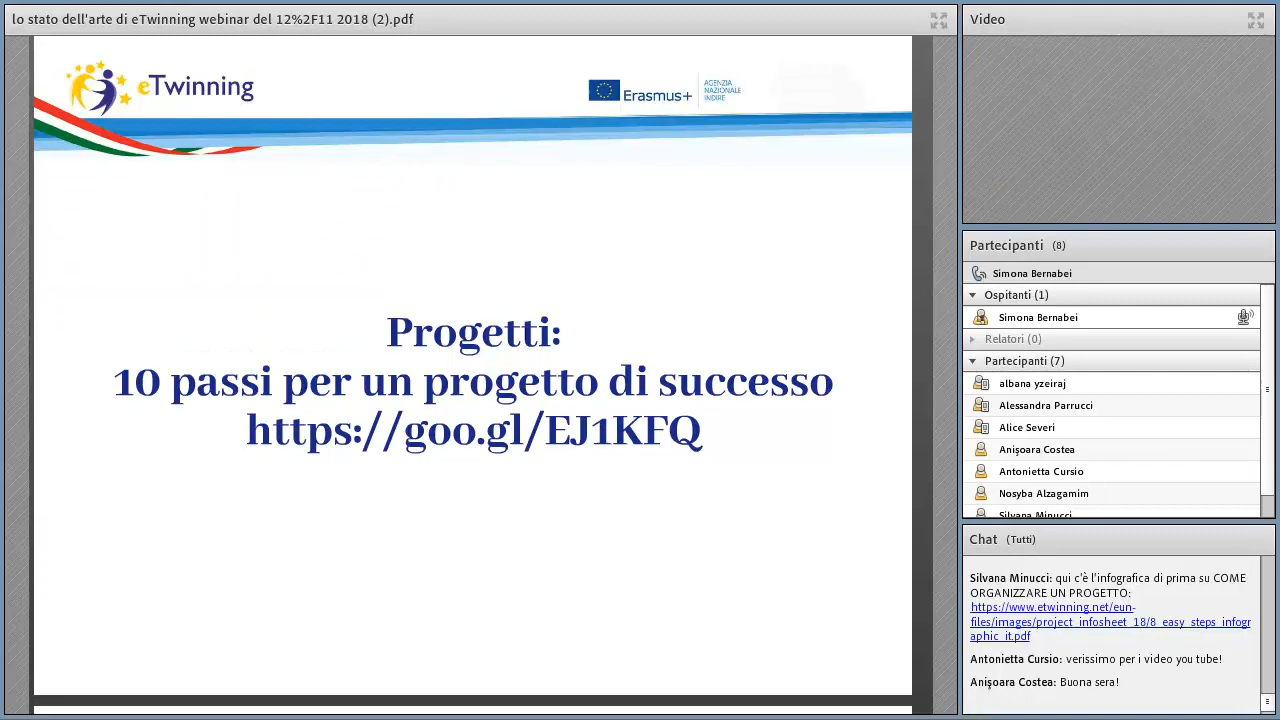 lo stato dell'arte di eTwinning webinar del 12%2F11 2018 (2).pdf
eTwinning
Erasmus+
AGENZIA
NAZIONALE
INDIRE
Progetti:
10 passi per un progetto di successo
https://goo.gl/EJ1KFQ
Video
Partecipanti (8)
Simona Bernabei
Ospitanti (1)
Simona Bernabei
Relatori (0)
Partecipanti (7)
albana yzeiraj
Alessandra Parrucci
Alice Severi
Anişoara Costea
Antonietta Cursio
Nosyba Alzagamim
Silvana Minucci
Chat (Tutti)
Silvana Minucci: qui c'è l'infografica di prima su COME
ORGANIZZARE UN PROGETTO:
https://www.etwinning.net/eun-
files/images/project_infosheet_18/8_easy_steps_infogr
aphic_it.pdf
Antonietta Cursio: verissimo per i video you tube!
Anişoara Costea: Buona sera!